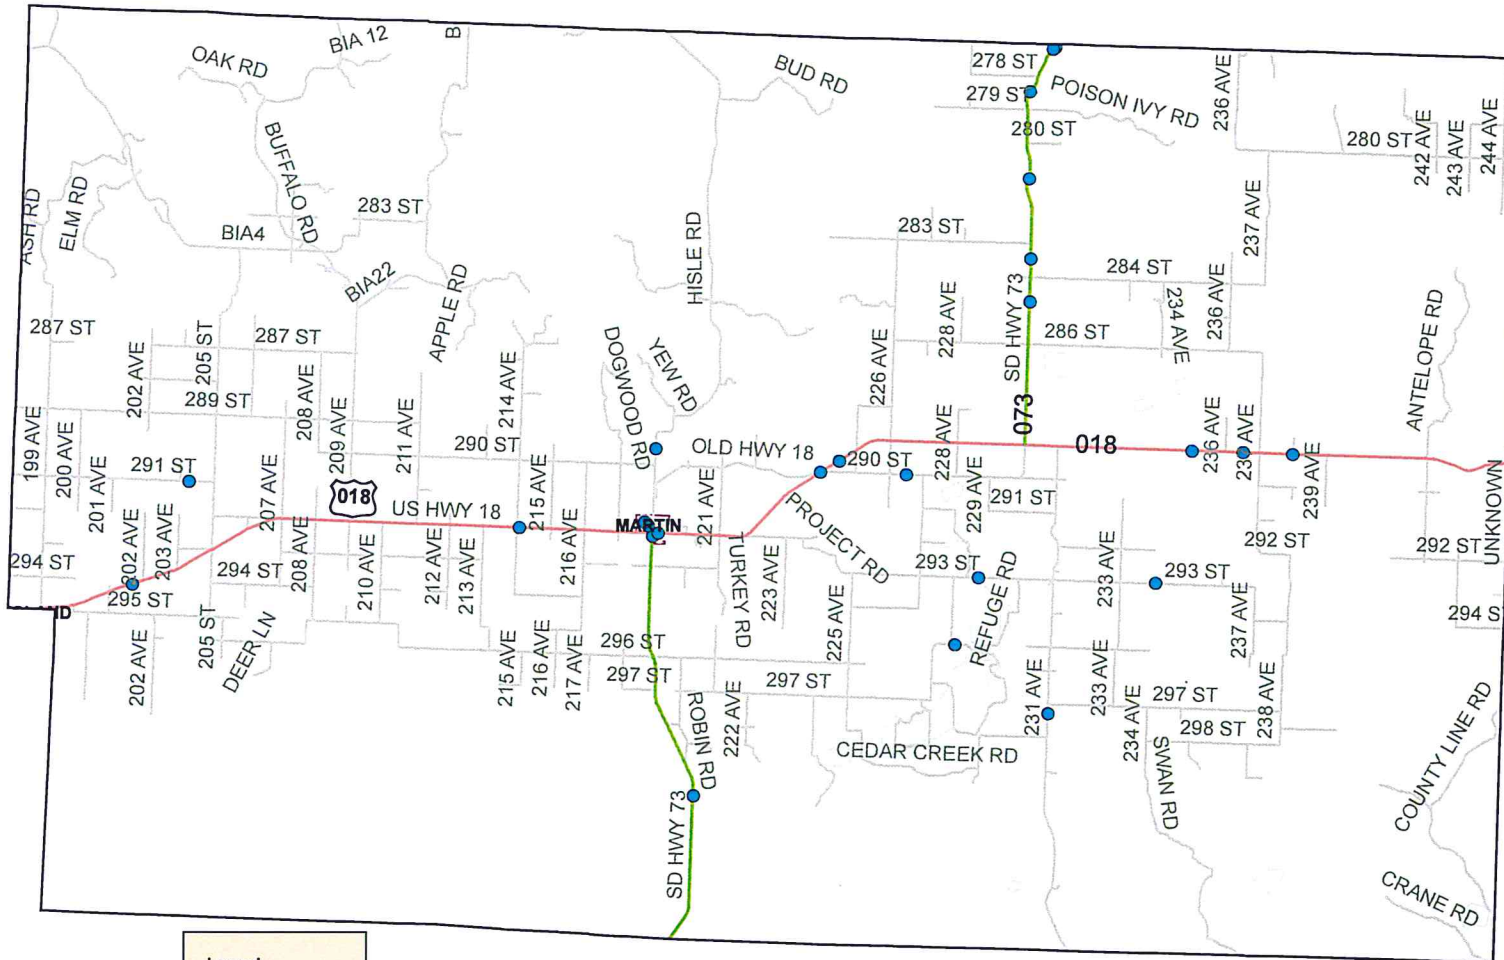 BIA 12
B
OAK RD
BUD RD
278 ST
279 ST
POISON IVY RD
280 ST
236 AVE
280 ST
242 AVE
243 AVE
244 AVE
BUFFALO RD
ASH RD
ELM RD
283 ST
BIA4
BIA22
HISLE RD
283 ST
237 AVE
284 ST
APPLE RD
228 AVE
SD HWY 73
234 AVE
236 AVE
ANTELOPE RD
287 ST
205 ST
287 ST
286 ST
202 AVE
289 ST
208 AVE
209 AVE
211 AVE
214 AVE
DOGWOOD RD
YEW RD
226 AVE
073
199 AVE
200 AVE
201 AVE
291 ST
207 AVE
290 ST
215 AVE
OLD HWY 18
290 ST
228 AVE
018
236 AVE
239 AVE
UNKNOWN
018
US HWY 18
MARTIN
221 AVE
PROJECT RD
229 AVE
291 ST
294 ST
202 AVE
203 AVE
294 ST
208 AVE
210 AVE
212 AVE
213 AVE
216 AVE
TURKEY RD
223 AVE
293 ST
REFUGE RD
233 AVE
293 ST
292 ST
292 ST
295 ST
205 ST
DEER LN
202 AVE
215 AVE
216 AVE
217 AVE
296 ST
297 ST
297 ST
225 AVE
237 AVE
294 S
231 AVE
233 AVE
297 ST
234 AVE
298 ST
238 AVE
ROBIN RD
222 AVE
CEDAR CREEK RD
SWAN RD
COUNTY LINE RD
SD HWY 73
CRANE RD